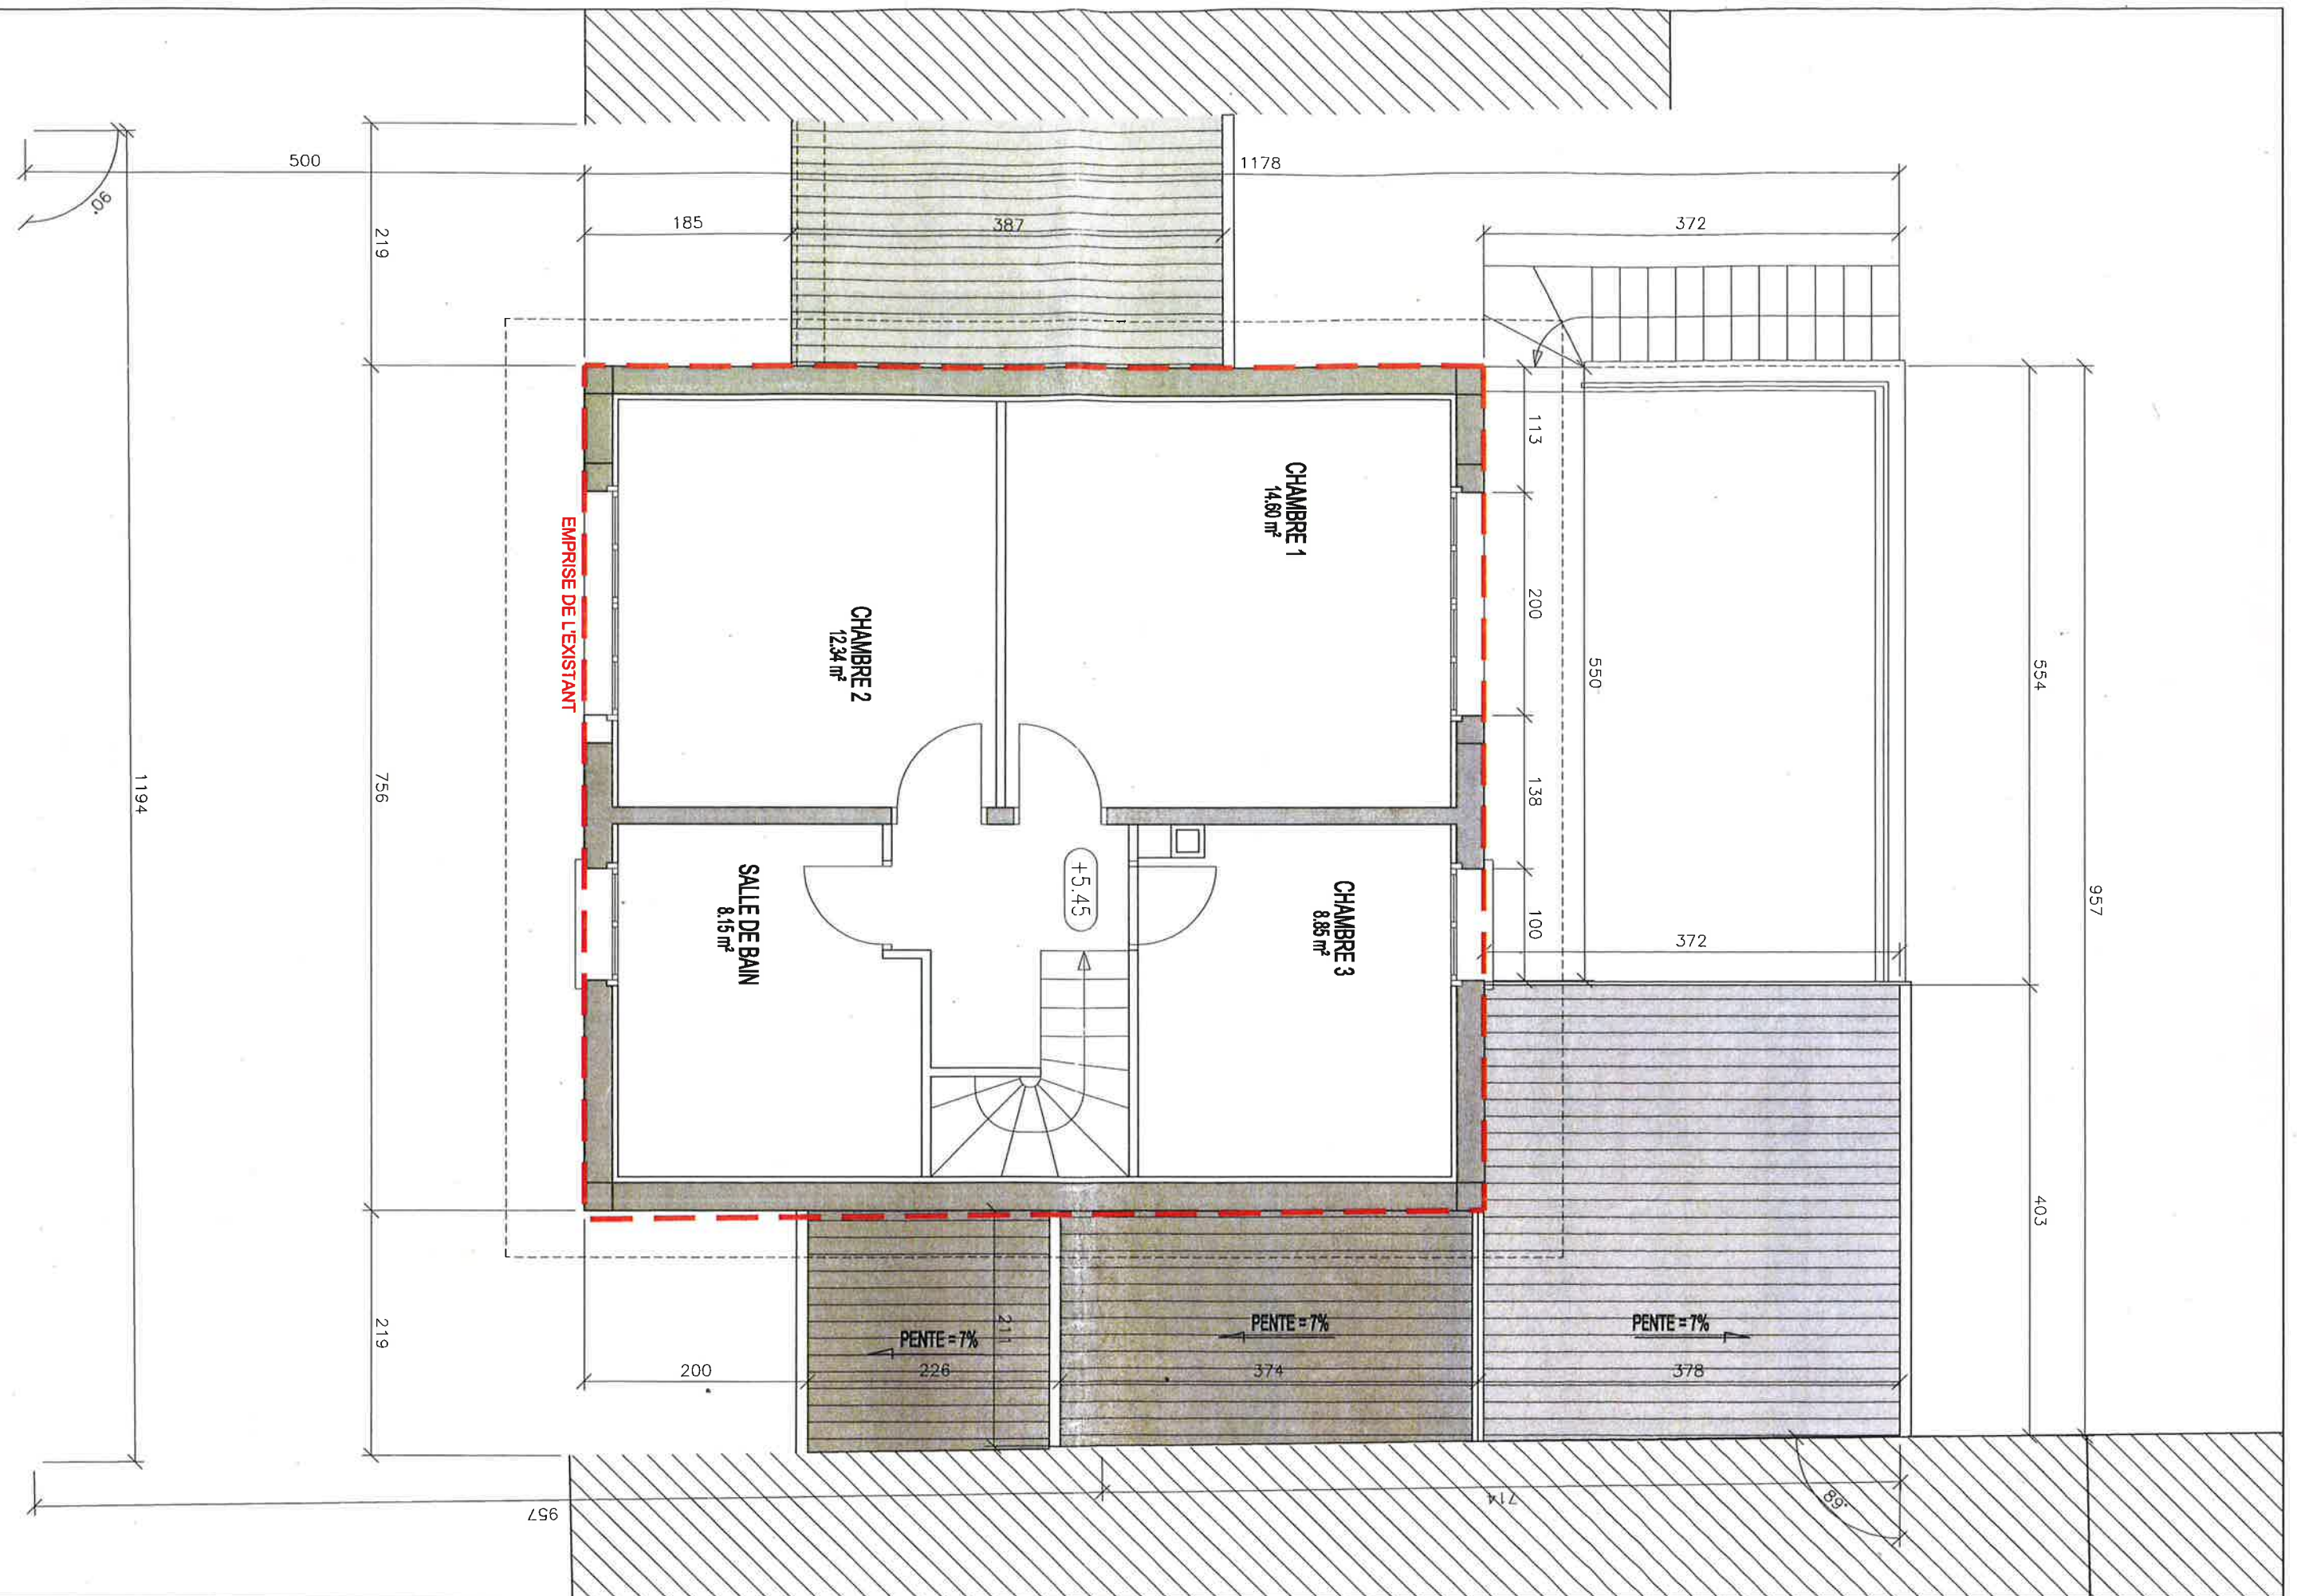 500
1178
90°
219
185
387
372
113
CHAMBRE 1
14.60 m²
200
EMPRISE DE L'EXISTANT
CHAMBRE 2
12.34 m²
550
554
1194
756
138
+5.45
SALLE DE BAIN
8.15 m²
CHAMBRE 3
8.85 m²
100
372
957
403
219
200
PENTE = 7%
226
211
PENTE = 7%
374
PENTE = 7%
378
957
714
89°